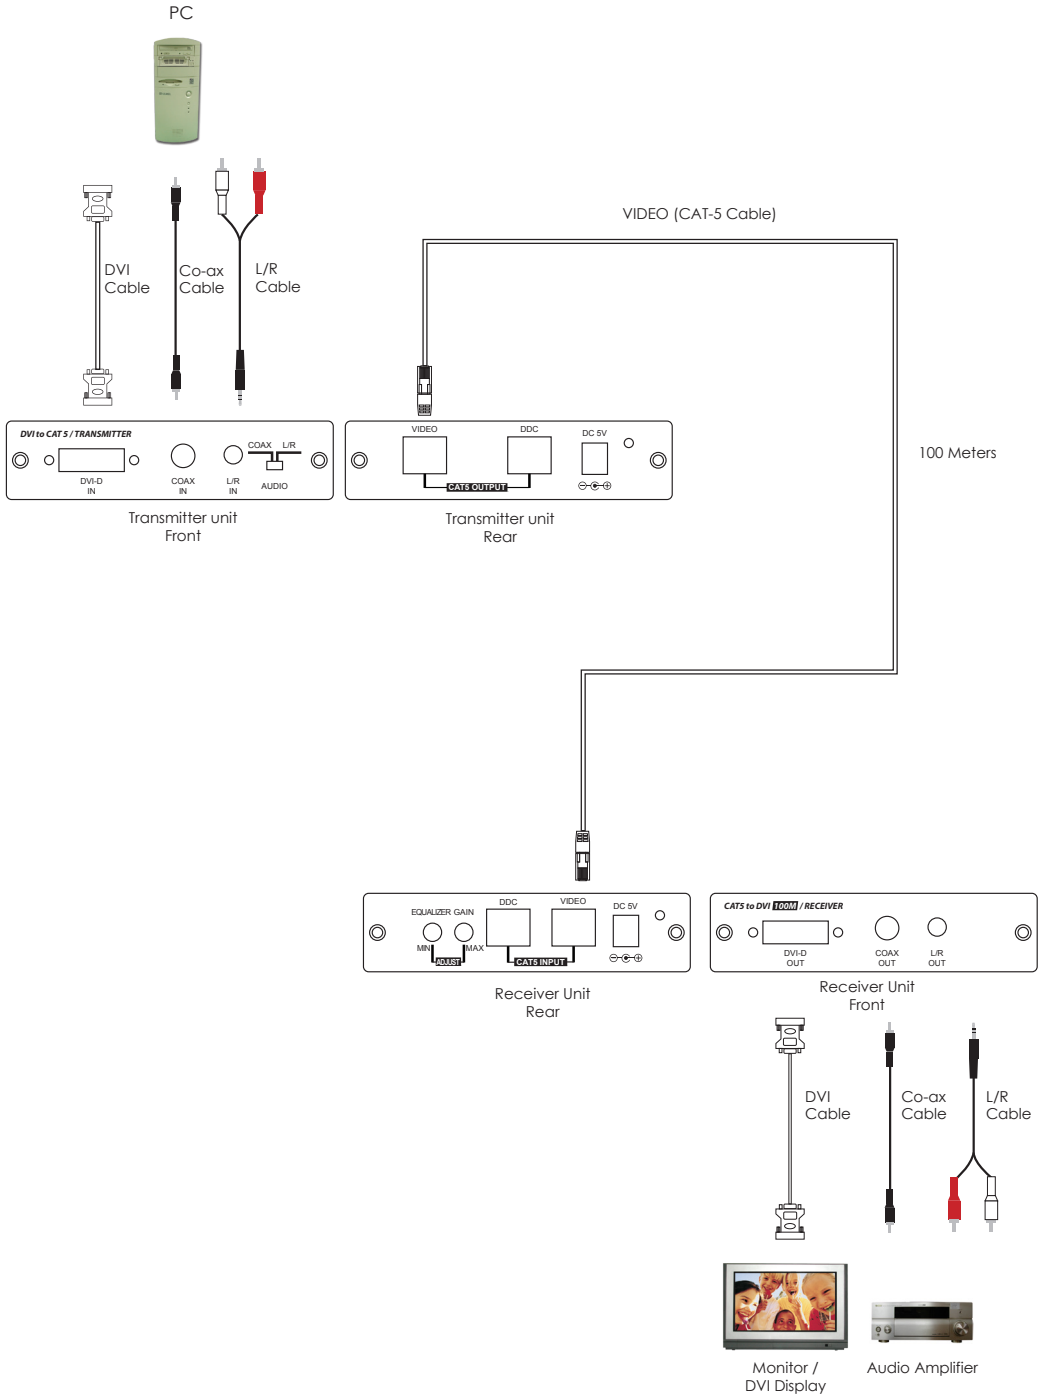 PC
VIDEO (CAT-5 Cable)
DVI
Cable
Co-ax
Cable
L/R
Cable
DVI to CAT 5 / TRANSMITTER
DVI-D
IN
COAX
IN
L/R
IN
COAX L/R
AUDIO
Transmitter unit
Front
VIDEO
DDC
DC 5V
CAT5 OUTPUT
Transmitter unit
Rear
100 Meters
EQUALIZER GAIN
MIN
MAX
ADJUST
DDC
VIDEO
DC 5V
CAT5 INPUT
Receiver Unit
Rear
CAT5 to DVI 100M / RECEIVER
DVI-D
OUT
COAX
OUT
L/R
OUT
Receiver Unit
Front
DVI
Cable
Co-ax
Cable
L/R
Cable
Monitor /
DVI Display
Audio Amplifier